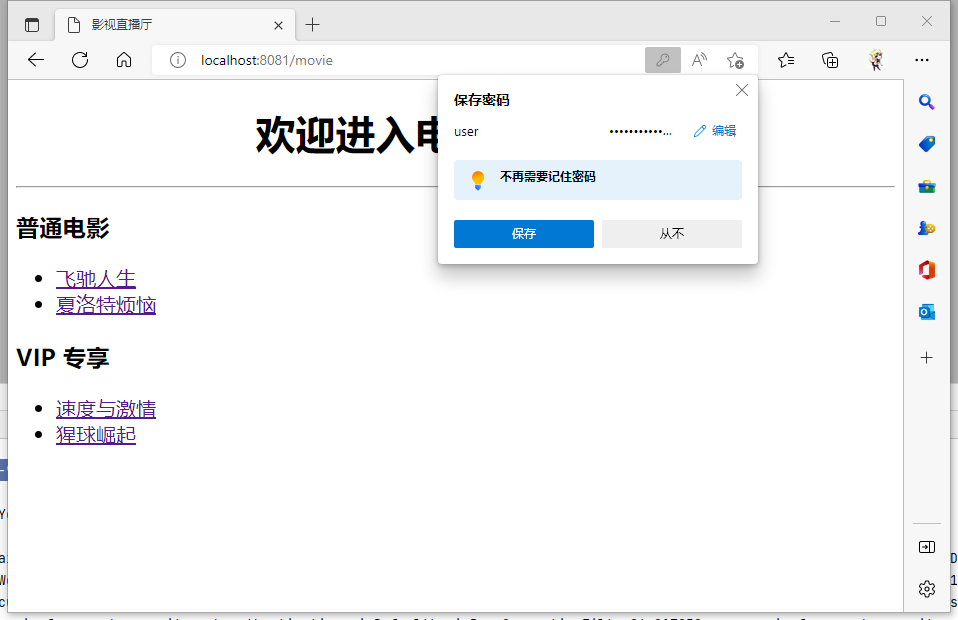 影视直播厅
localhost:8081/movie
保存密码
user
•••••••••••...
编辑
不再需要记住密码
保存
从不
欢迎进入电
普通电影
飞驰人生
夏洛特烦恼
VIP 专享
速度与激情
猩球崛起